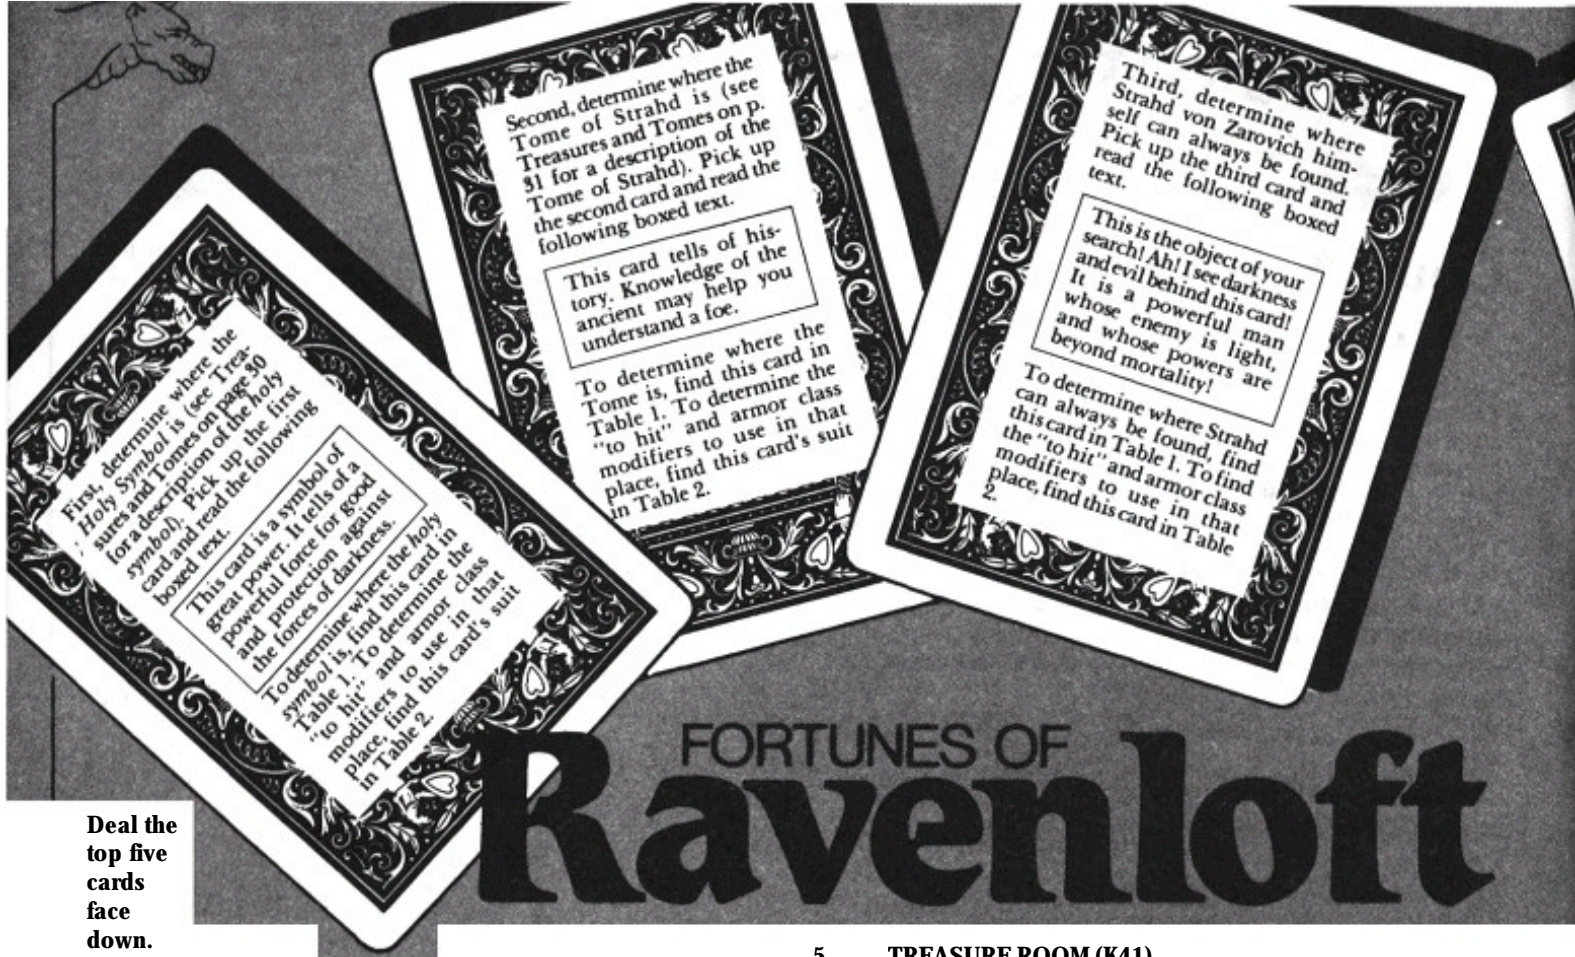 First, determine where the
Holy Symbol is (see Trea-
sures and Tomes on page 30
for a description of the holy
symbol). Pick up the first
card and read the following
boxed text.
This card is a symbol of
great power. It tells of a
powerful force for good
and protection against
the forces of darkness.
To determine where the holy
symbol is, find this card in
Table 1. To determine the
“to hit” and armor class
modifiers to use in that
place, find this card's suit
in Table 2.
Second, determine where the
Tome of Strahd is (see
Treasures and Tomes on p.
31 for a description of the
Tome of Strahd). Pick up
the second card and read the
following boxed text.
This card tells of his-
tory. Knowledge of the
ancient may help you
understand a foe.
To determine where the
Tome is, find this card in
Table 1. To determine the
“to hit” and armor class
modifiers to use in that
place, find this card's suit
in Table 2.
Third, determine where
Strahd von Zarovich him-
self can always be found.
Pick up the third card and
read the following boxed
text.
This is the object of your
search! Ah! I see darkness
and evil behind this card!
It is a powerful man
whose enemy is light,
and whose powers are
beyond mortality!
To determine where Strahd
can always be found, find
this card in Table 1. To find
the “to hit” and armor class
modifiers to use in that
place, find this card in Table
2.
FORTUNES OF
Ravenloft
Deal the
top five
cards
face
down.
5 TREASURE ROOM (K41)